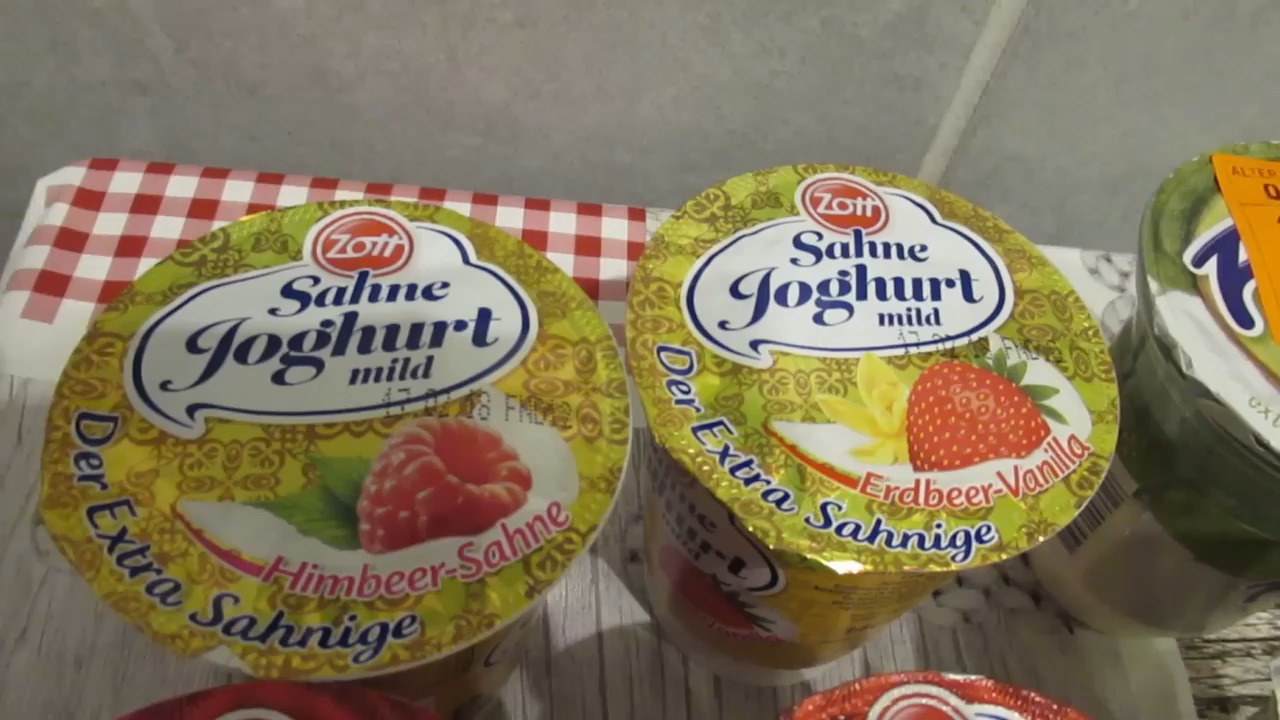 Zott
Sahne
Joghurt
mild
17.02.18
Himbeer-Sahne
Der Extra Sahnige
Zott
Sahne
Joghurt
mild
Erdbeer-Vanilla
Der Extra Sahnige
ALTER